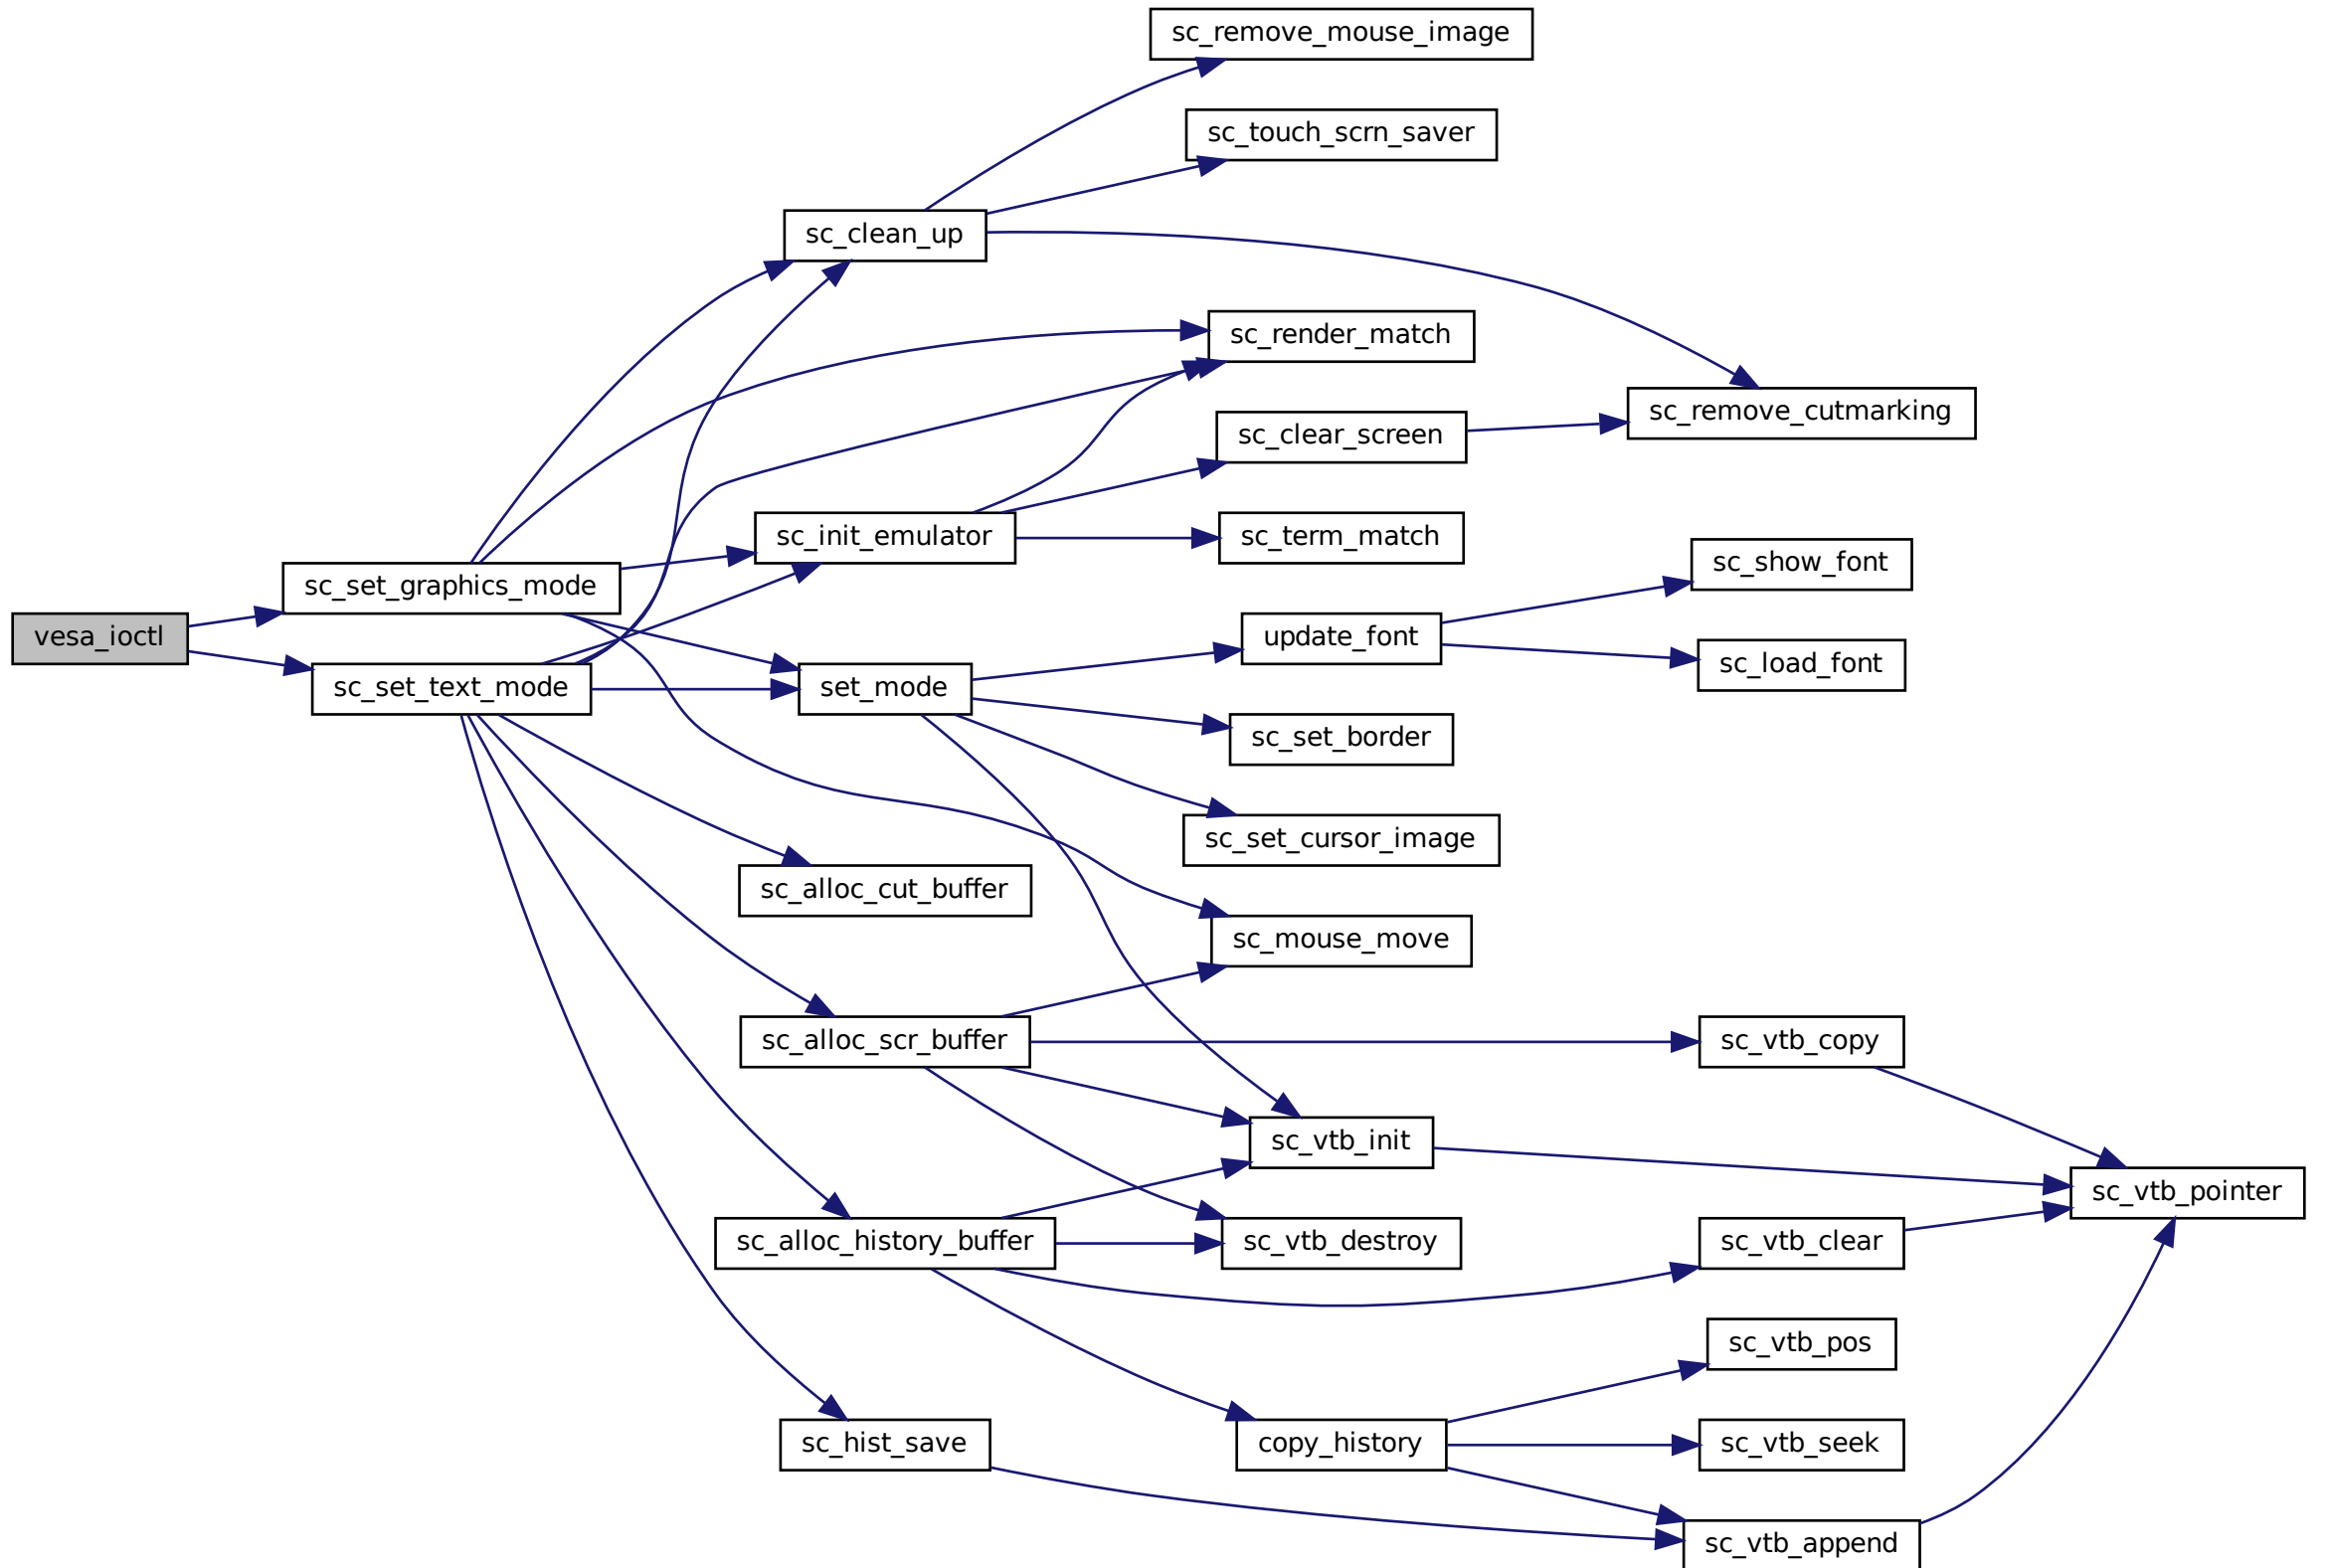 sc_remove_mouse_image
sc_touch_scrn_saver
sc_clean_up
sc_render_match
sc_remove_cutmarking
sc_clear_screen
sc_init_emulator
sc_term_match
sc_show_font
sc_set_graphics_mode
vesa_ioctl
update_font
sc_load_font
sc_set_text_mode
set_mode
sc_set_border
sc_set_cursor_image
sc_alloc_cut_buffer
sc_mouse_move
sc_alloc_scr_buffer
sc_vtb_copy
sc_vtb_init
sc_vtb_pointer
sc_alloc_history_buffer
sc_vtb_destroy
sc_vtb_clear
sc_vtb_pos
sc_hist_save
copy_history
sc_vtb_seek
sc_vtb_append